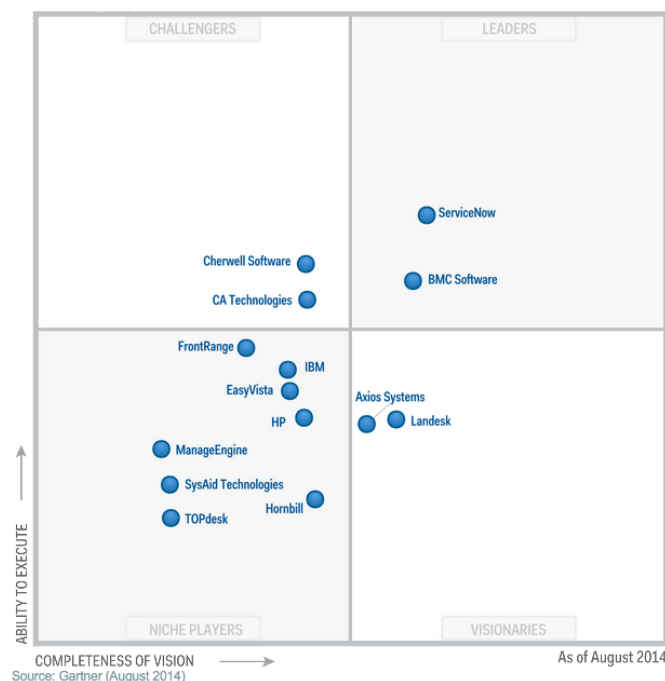 CHALLENGERS
LEADERS
ServiceNow
Cherwell Software
BMC Software
CA Technologies
FrontRange
IBM
EasyVista
Axios Systems
HP
Landesk
ManageEngine
SysAid Technologies
Hornbill
TOPdesk
ABILITY TO EXECUTE
NICHE PLAYERS
VISIONARIES
COMPLETENESS OF VISION
As of August 2014
Source: Gartner (August 2014)